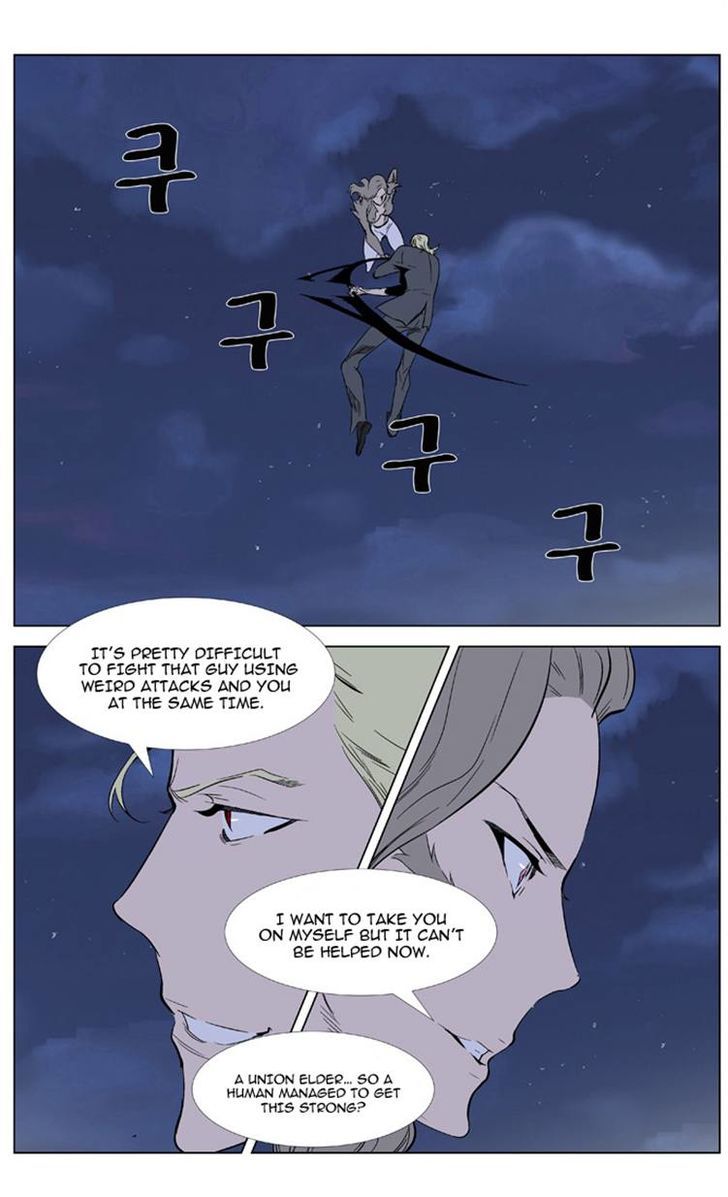 쿠
구
구
구
IT'S PRETTY DIFFICULT
TO FIGHT THAT GUY USING
WEIRD ATTACKS AND YOU
AT THE SAME TIME.
I WANT TO TAKE YOU
ON MYSELF BUT IT CAN'T
BE HELPED NOW.
A UNION ELDER... SO A
HUMAN MANAGED TO GET
THIS STRONG?